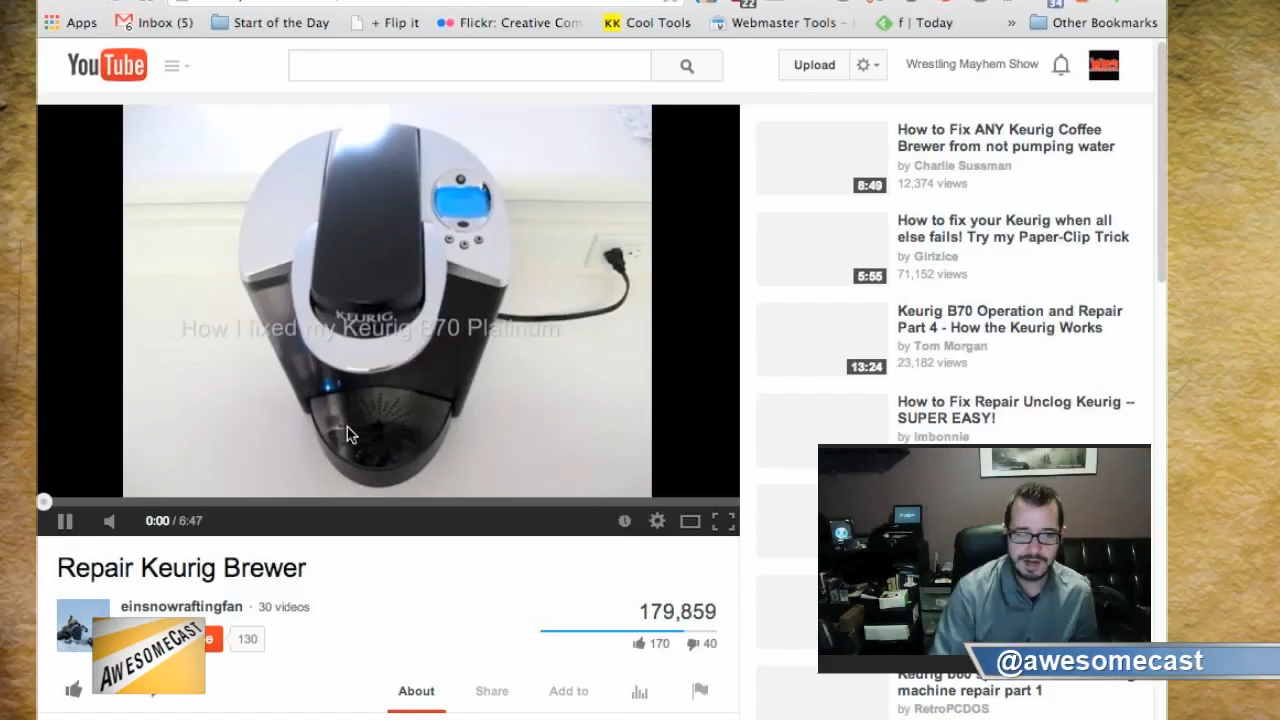 Apps
Inbox (5)
Start of the Day
+ Flip it
Flickr: Creative Com
KK Cool Tools
Webmaster Tools -
f | Today
»
Other Bookmarks
22
34
YouTube
Upload
Wrestling Mayhem Show
KEURIG
How I fixed my Keurig B70 Platinum
0:00 / 6:47
Repair Keurig Brewer
einsnowraftingfan · 30 videos
130
179,859
170
40
AWESOMECAST
About
Share
Add to
How to Fix ANY Keurig Coffee
Brewer from not pumping water
by Charlie Sussman
12,374 views
8:49
How to fix your Keurig when all
else fails! Try my Paper-Clip Trick
by Girlzice
71,152 views
5:55
Keurig B70 Operation and Repair
Part 4 - How the Keurig Works
by Tom Morgan
23,182 views
13:24
How to Fix Repair Unclog Keurig --
SUPER EASY!
by imbonnie
@awesomecast
machine repair part 1
by RetroPCDOS